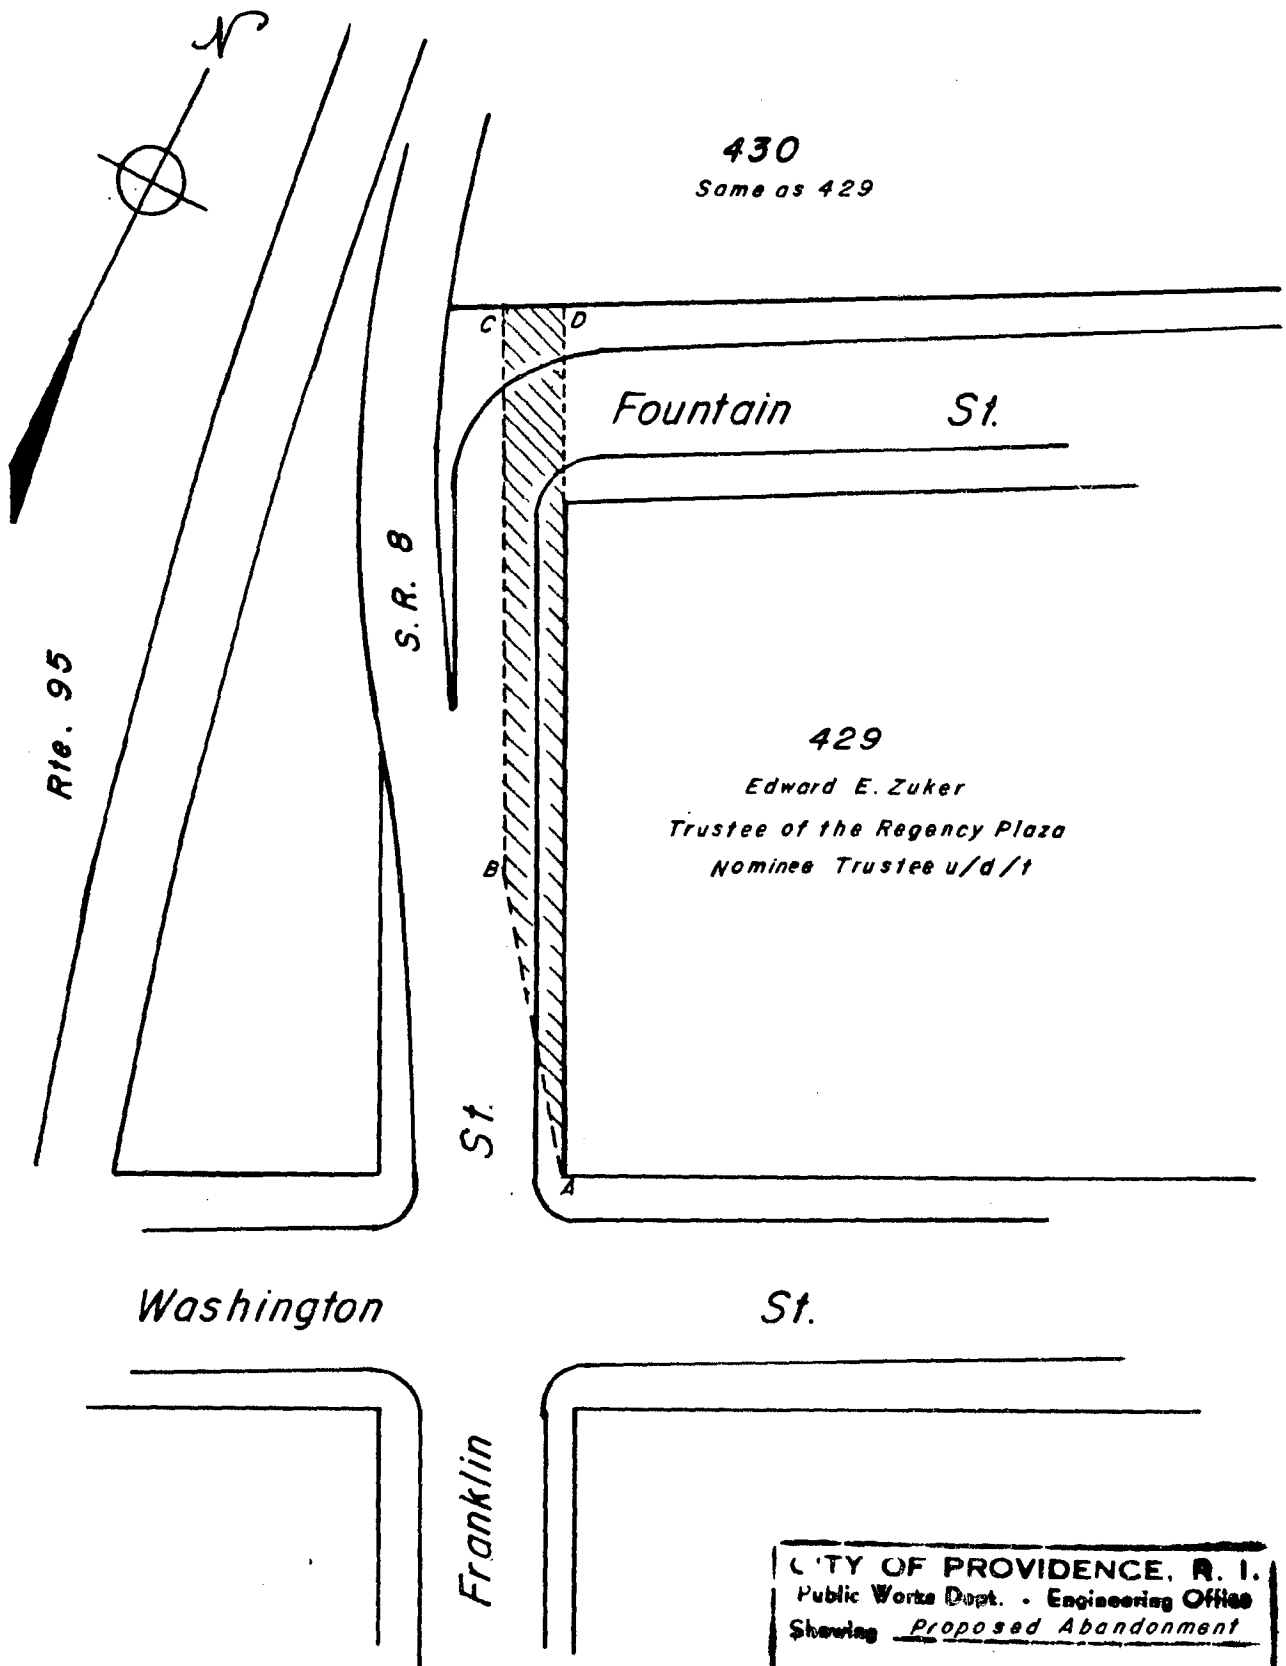 N
430
Same as 429
C D
Fountain St.
S. R. 8
Rte. 95
429
Edward E. Zuker
Trustee of the Regency Plaza
Nominee Trustee u/d/t
B
St.
A
Washington St.
Franklin
CITY OF PROVIDENCE, R. I.
Public Works Dept. - Engineering Office
Showing Proposed Abandonment